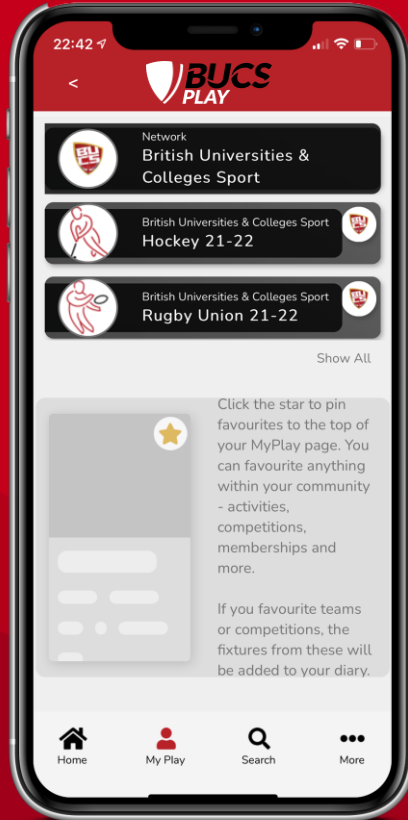 22:42
<
BUCS
PLAY
Network
British Universities &
Colleges Sport
British Universities & Colleges Sport
Hockey 21-22
British Universities & Colleges Sport
Rugby Union 21-22
Show All
Click the star to pin
favourites to the top of
your MyPlay page. You
can favourite anything
within your community
- activities,
competitions,
memberships and
more.
If you favourite teams
or competitions, the
fixtures from these will
be added to your diary.
Home
My Play
Search
More